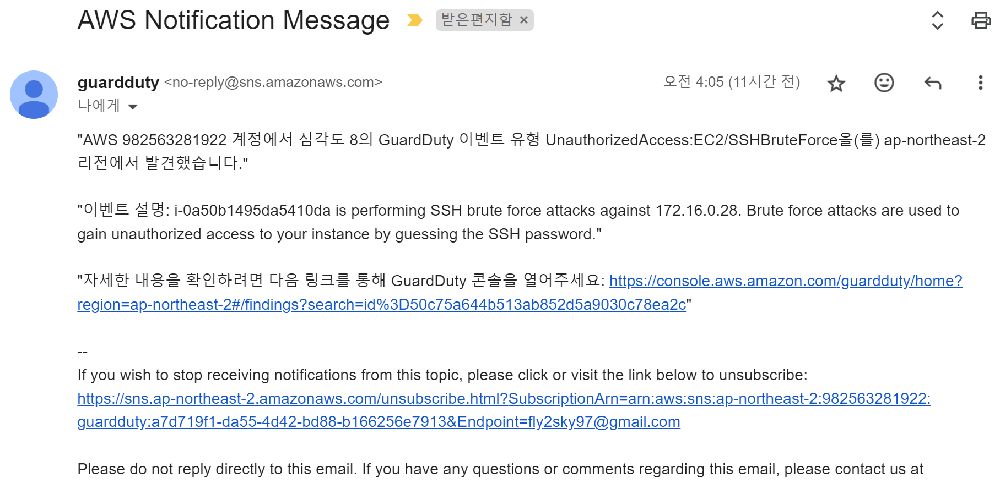 AWS Notification Message
받은편지함 ×
guardduty <no-reply@sns.amazonaws.com>
오전 4:05 (11시간 전)
나에게
"AWS 982563281922 계정에서 심각도 8의 GuardDuty 이벤트 유형 UnauthorizedAccess:EC2/SSHBruteForce을(를) ap-northeast-2
리전에서 발견했습니다."
"이벤트 설명: i-0a50b1495da5410da is performing SSH brute force attacks against 172.16.0.28. Brute force attacks are used to
gain unauthorized access to your instance by guessing the SSH password."
"자세한 내용을 확인하려면 다음 링크를 통해 GuardDuty 콘솔을 열어주세요: https://console.aws.amazon.com/guardduty/home?
region=ap-northeast-2#/findings?search=id%3D50c75a644b513ab852d5a9030c78ea2c"
--
If you wish to stop receiving notifications from this topic, please click or visit the link below to unsubscribe:
https://sns.ap-northeast-2.amazonaws.com/unsubscribe.html?SubscriptionArn=arn:aws:sns:ap-northeast-2:982563281922:
guardduty:a7d719f1-da55-4d42-bd88-b166256e7913&Endpoint=fly2sky97@gmail.com
Please do not reply directly to this email. If you have any questions or comments regarding this email, please contact us at